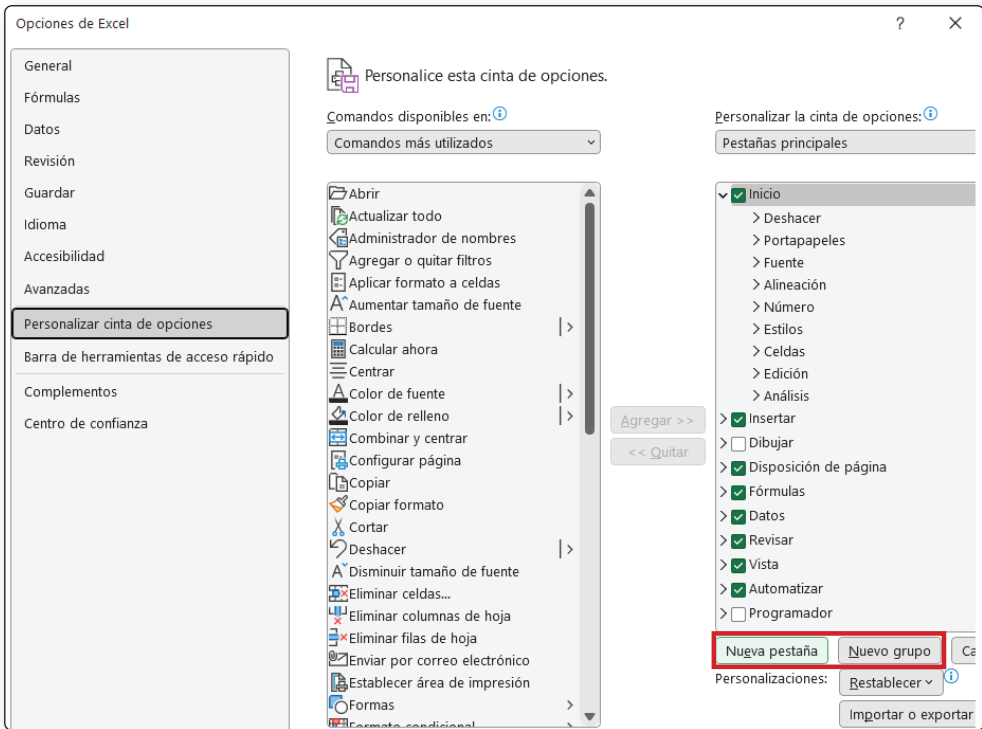 Opciones de Excel
?
General
Fórmulas
Datos
Revisión
Guardar
Idioma
Accesibilidad
Avanzadas
Personalizar cinta de opciones
Barra de herramientas de acceso rápido
Complementos
Centro de confianza
Personalice esta cinta de opciones.
Comandos disponibles en:
Comandos más utilizados
Abrir
Actualizar todo
Administrador de nombres
Agregar o quitar filtros
Aplicar formato a celdas
Aumentar tamaño de fuente
Bordes
Calcular ahora
Centrar
Color de fuente
Color de relleno
Combinar y centrar
Configurar página
Copiar
Copiar formato
Cortar
Deshacer
Disminuir tamaño de fuente
Eliminar celdas...
Eliminar columnas de hoja
Eliminar filas de hoja
Enviar por correo electrónico
Establecer área de impresión
Formas
Formato condicional
Agregar >>
<< Quitar
Personalizar la cinta de opciones:
Pestañas principales
Inicio
Deshacer
Portapapeles
Fuente
Alineación
Número
Estilos
Celdas
Edición
Análisis
Insertar
Dibujar
Disposición de página
Fórmulas
Datos
Revisar
Vista
Automatizar
Programador
Nueva pestaña
Nuevo grupo
Ca
Personalizaciones:
Restablecer
Importar o exportar